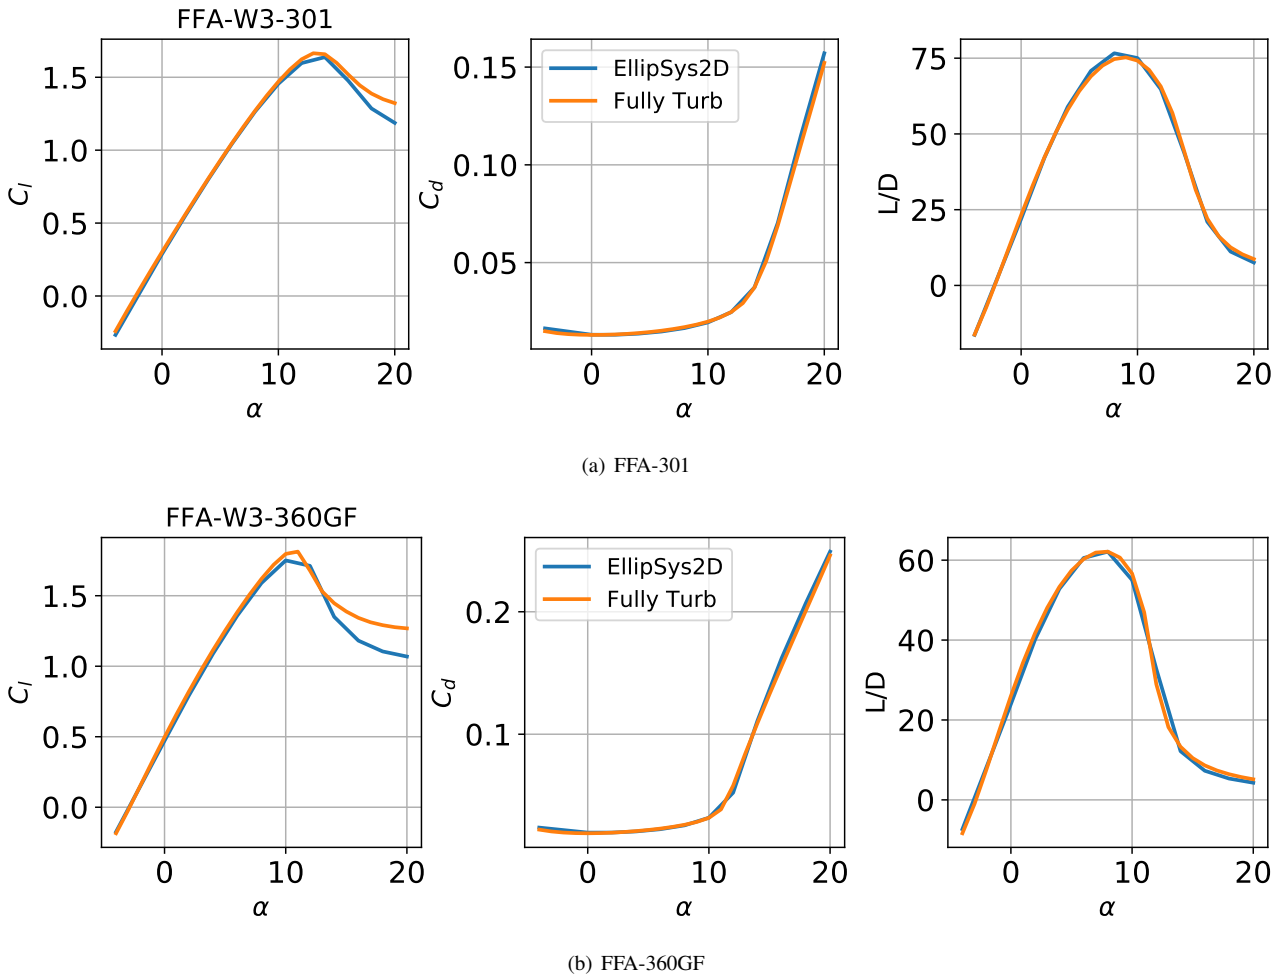 FFA-W3-301
EllipSys2D
Fully Turb
1.5
1.0
0.5
0.0
C_l
0 10 20
α
0.15
0.10
0.05
C_d
0 10 20
α
75
50
25
0
L/D
0 10 20
α
(a) FFA-301
FFA-W3-360GF
EllipSys2D
Fully Turb
1.5
1.0
0.5
0.0
C_l
0 10 20
α
0.2
0.1
C_d
0 10 20
α
60
40
20
0
L/D
0 10 20
α
(b) FFA-360GF